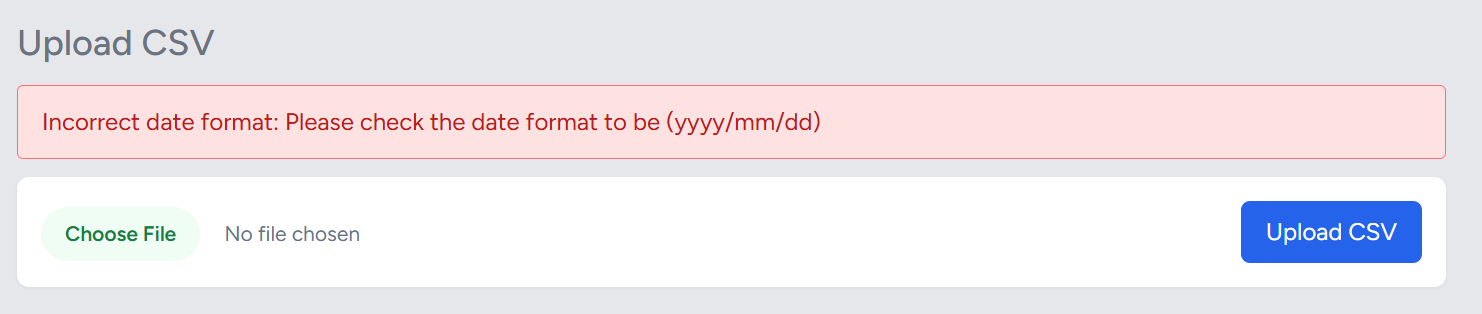 Upload CSV
Incorrect date format: Please check the date format to be (yyyy/mm/dd)
Choose File No file chosen Upload CSV